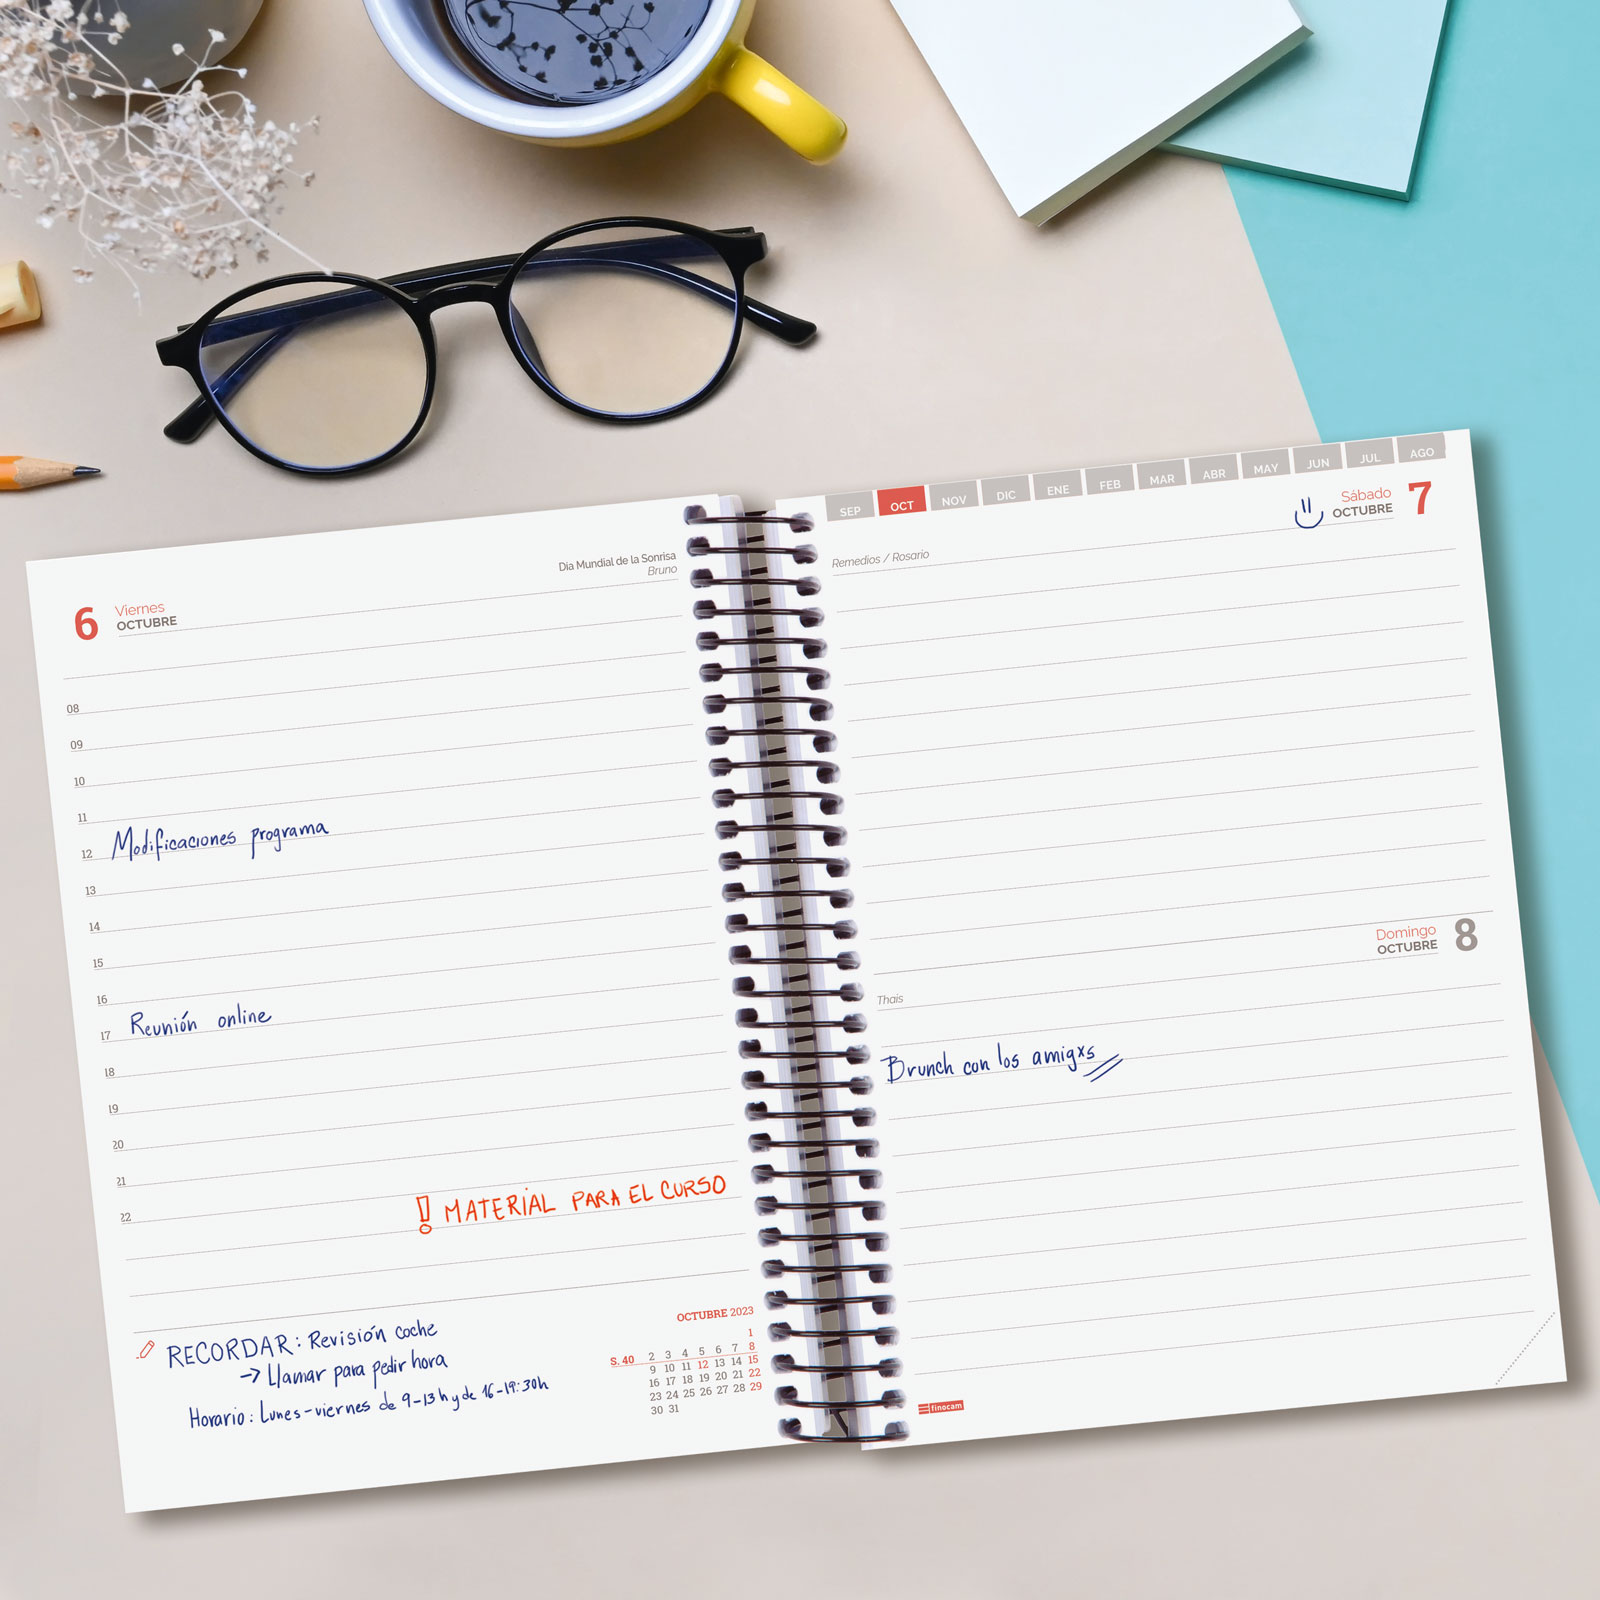 Día Mundial de la Sonrisa
Bruno
6 Viernes
OCTUBRE
08
09
10
11
12 Modificaciones programa
13
14
15
16
17 Reunión online
18
19
20
21
22 ! MATERIAL PARA EL CURSO
RECORDAR: Revisión coche
→ Llamar para pedir hora
Horario: Lunes-viernes de 9-13h y de 16-19:30h
OCTUBRE 2023
1
S. 40 2 3 4 5 6 7 8
9 10 11 12 13 14 15
16 17 18 19 20 21 22
23 24 25 26 27 28 29
30 31
SEP OCT NOV DIC ENE FEB MAR ABR MAY JUN JUL AGO
Sábado 7
OCTUBRE
Remedios / Rosario
Domingo 8
OCTUBRE
Thais
Brunch con los amigxs
finocam